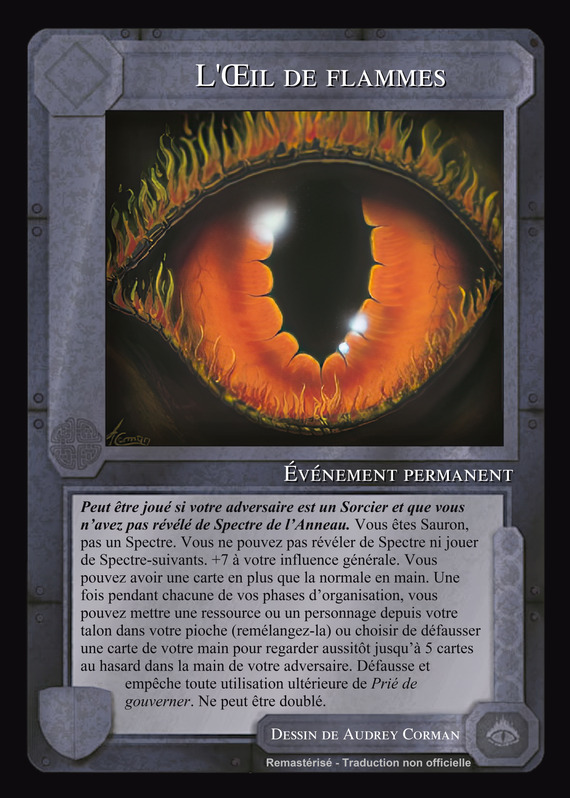 L'Œil de flammes
Acorman
Événement permanent
Peut être joué si votre adversaire est un Sorcier et que vous
n’avez pas révélé de Spectre de l’Anneau. Vous êtes Sauron,
pas un Spectre. Vous ne pouvez pas révéler de Spectre ni jouer
de Spectre-suivants. +7 à votre influence générale. Vous
pouvez avoir une carte en plus que la normale en main. Une
fois pendant chacune de vos phases d’organisation, vous
pouvez mettre une ressource ou un personnage depuis votre
talon dans votre pioche (remélangez-la) ou choisir de défausser
une carte de votre main pour regarder aussitôt jusqu’à 5 cartes
au hasard dans la main de votre adversaire. Défausse et
empêche toute utilisation ultérieure de Prié de
gouverner. Ne peut être doublé.
Dessin de Audrey Corman
Remastérisé - Traduction non officielle